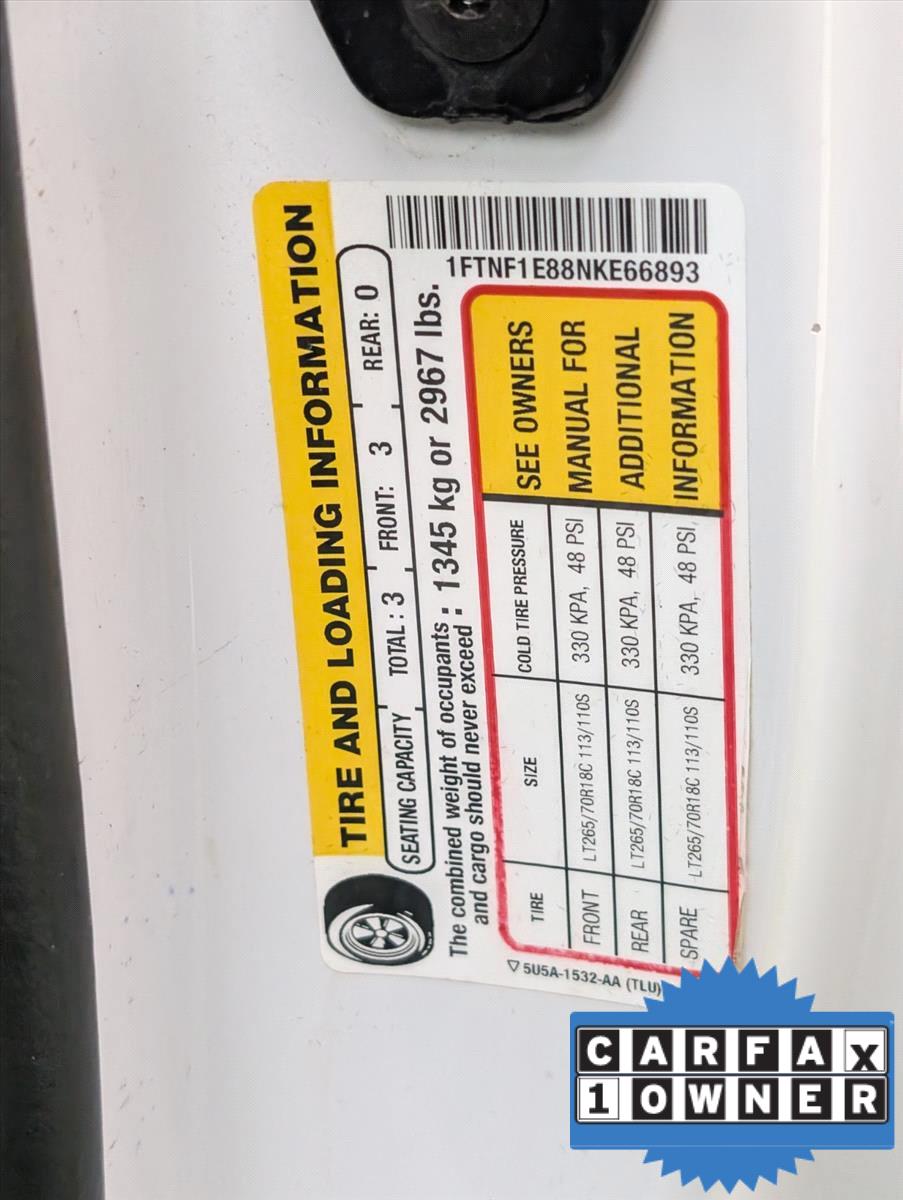 1FTNF1E88NKE66893
TIRE AND LOADING INFORMATION
SEATING CAPACITY TOTAL : 3 FRONT: 3 REAR: 0
The combined weight of occupants
and cargo should never exceed : 1345 kg or 2967 lbs.
TIRE SIZE COLD TIRE PRESSURE
FRONT LT265/70R18C 113/110S 330 KPA, 48 PSI
REAR LT265/70R18C 113/110S 330 KPA, 48 PSI
SPARE LT265/70R18C 113/110S 330 KPA, 48 PSI
SEE OWNERS
MANUAL FOR
ADDITIONAL
INFORMATION
5U5A-1532-AA (TLU)
CARFAX
1 OWNER